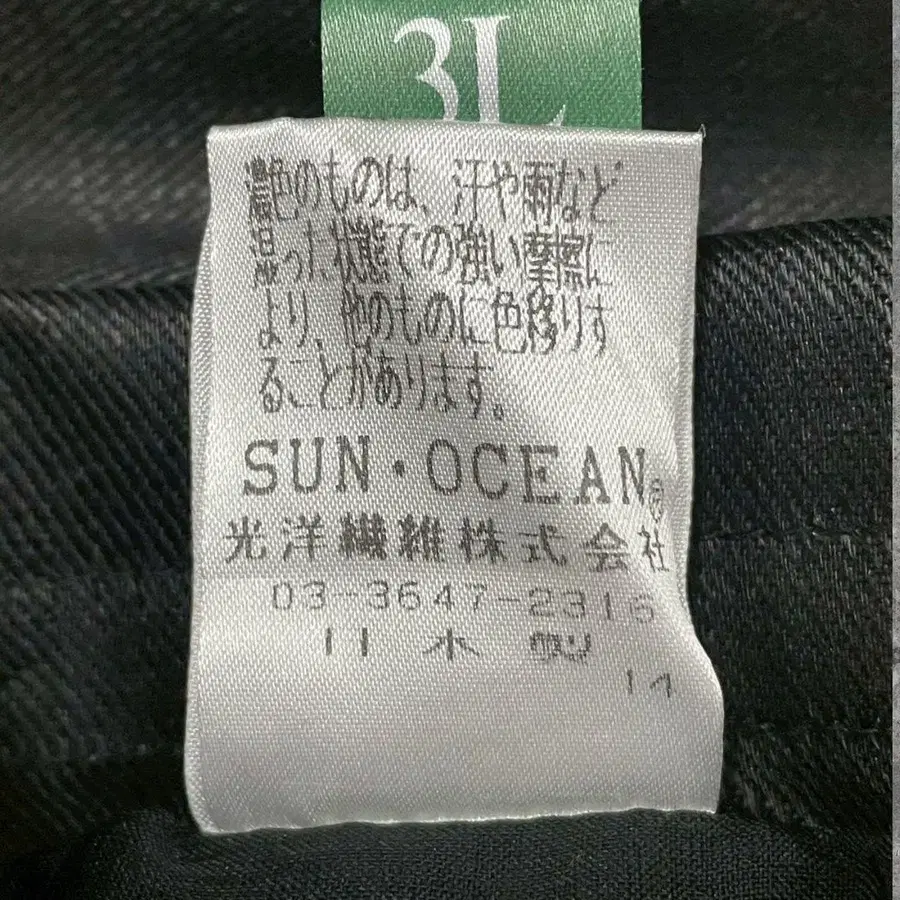 3L
濃色のものは、汗や雨など
湿った状態での強い摩擦に
より、他のものに色移りす
ることがあります。
SUN・OCEAN®
光洋繊維株式会社
03-3647-2316
日本製
14